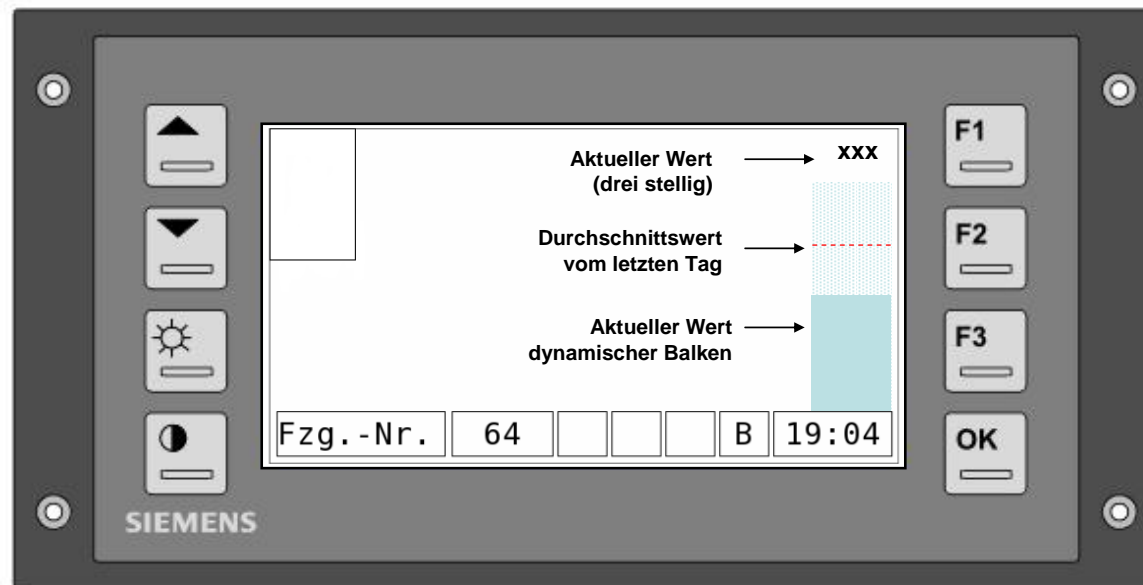 F1
Aktueller Wert
(drei stellig)
xxx
F2
Durchschnittswert
vom letzten Tag
F3
Aktueller Wert
dynamischer Balken
Fzg.-Nr. 64 B 19:04
OK
SIEMENS